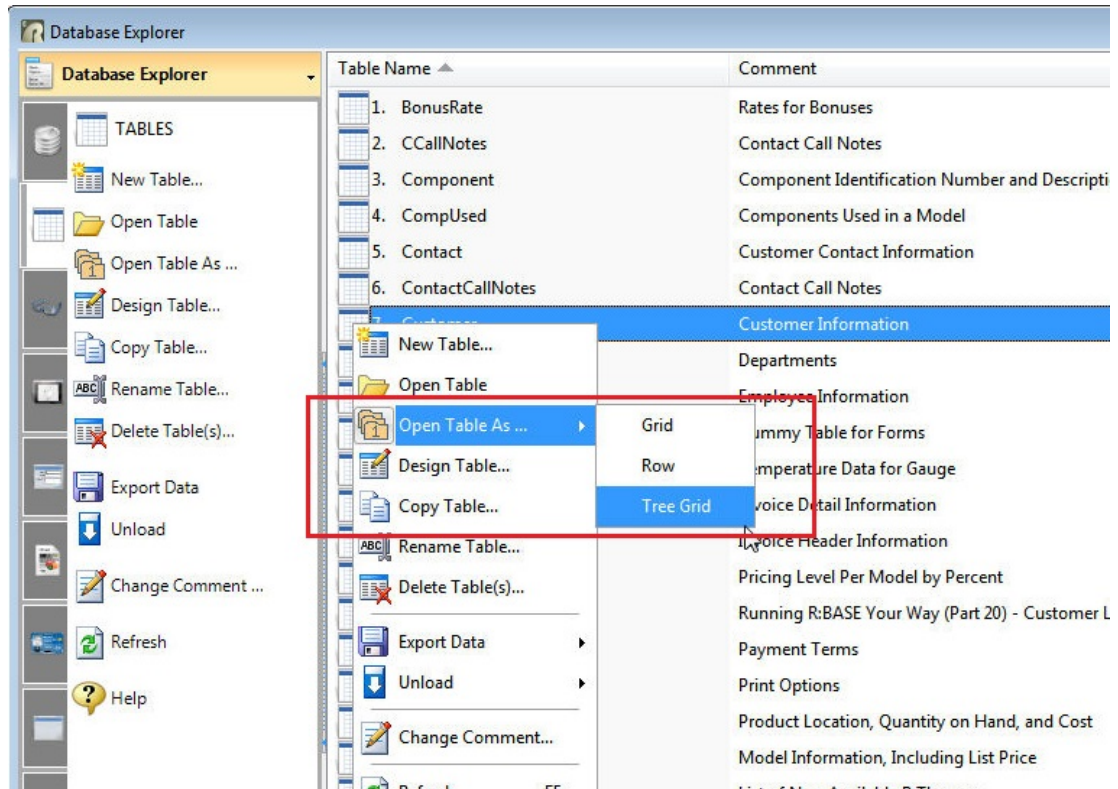 Database Explorer
Database Explorer
TABLES
New Table...
Open Table
Open Table As ...
Design Table...
Copy Table...
Rename Table...
Delete Table(s)...
Export Data
Unload
Change Comment ...
Refresh
Help
Table Name Comment
1. BonusRate Rates for Bonuses
2. CCallNotes Contact Call Notes
3. Component Component Identification Number and Descripti
4. CompUsed Components Used in a Model
5. Contact Customer Contact Information
6. ContactCallNotes Contact Call Notes
7. Customer Customer Information
Departments
Employee Information
ummy Table for Forms
emperature Data for Gauge
voice Detail Information
Invoice Header Information
Pricing Level Per Model by Percent
Running R:BASE Your Way (Part 20) - Customer L
Payment Terms
Print Options
Product Location, Quantity on Hand, and Cost
Model Information, Including List Price
New Table...
Open Table
Open Table As ...
Design Table...
Copy Table...
Rename Table...
Delete Table(s)...
Export Data
Unload
Change Comment...
Refresh F5
Grid
Row
Tree Grid